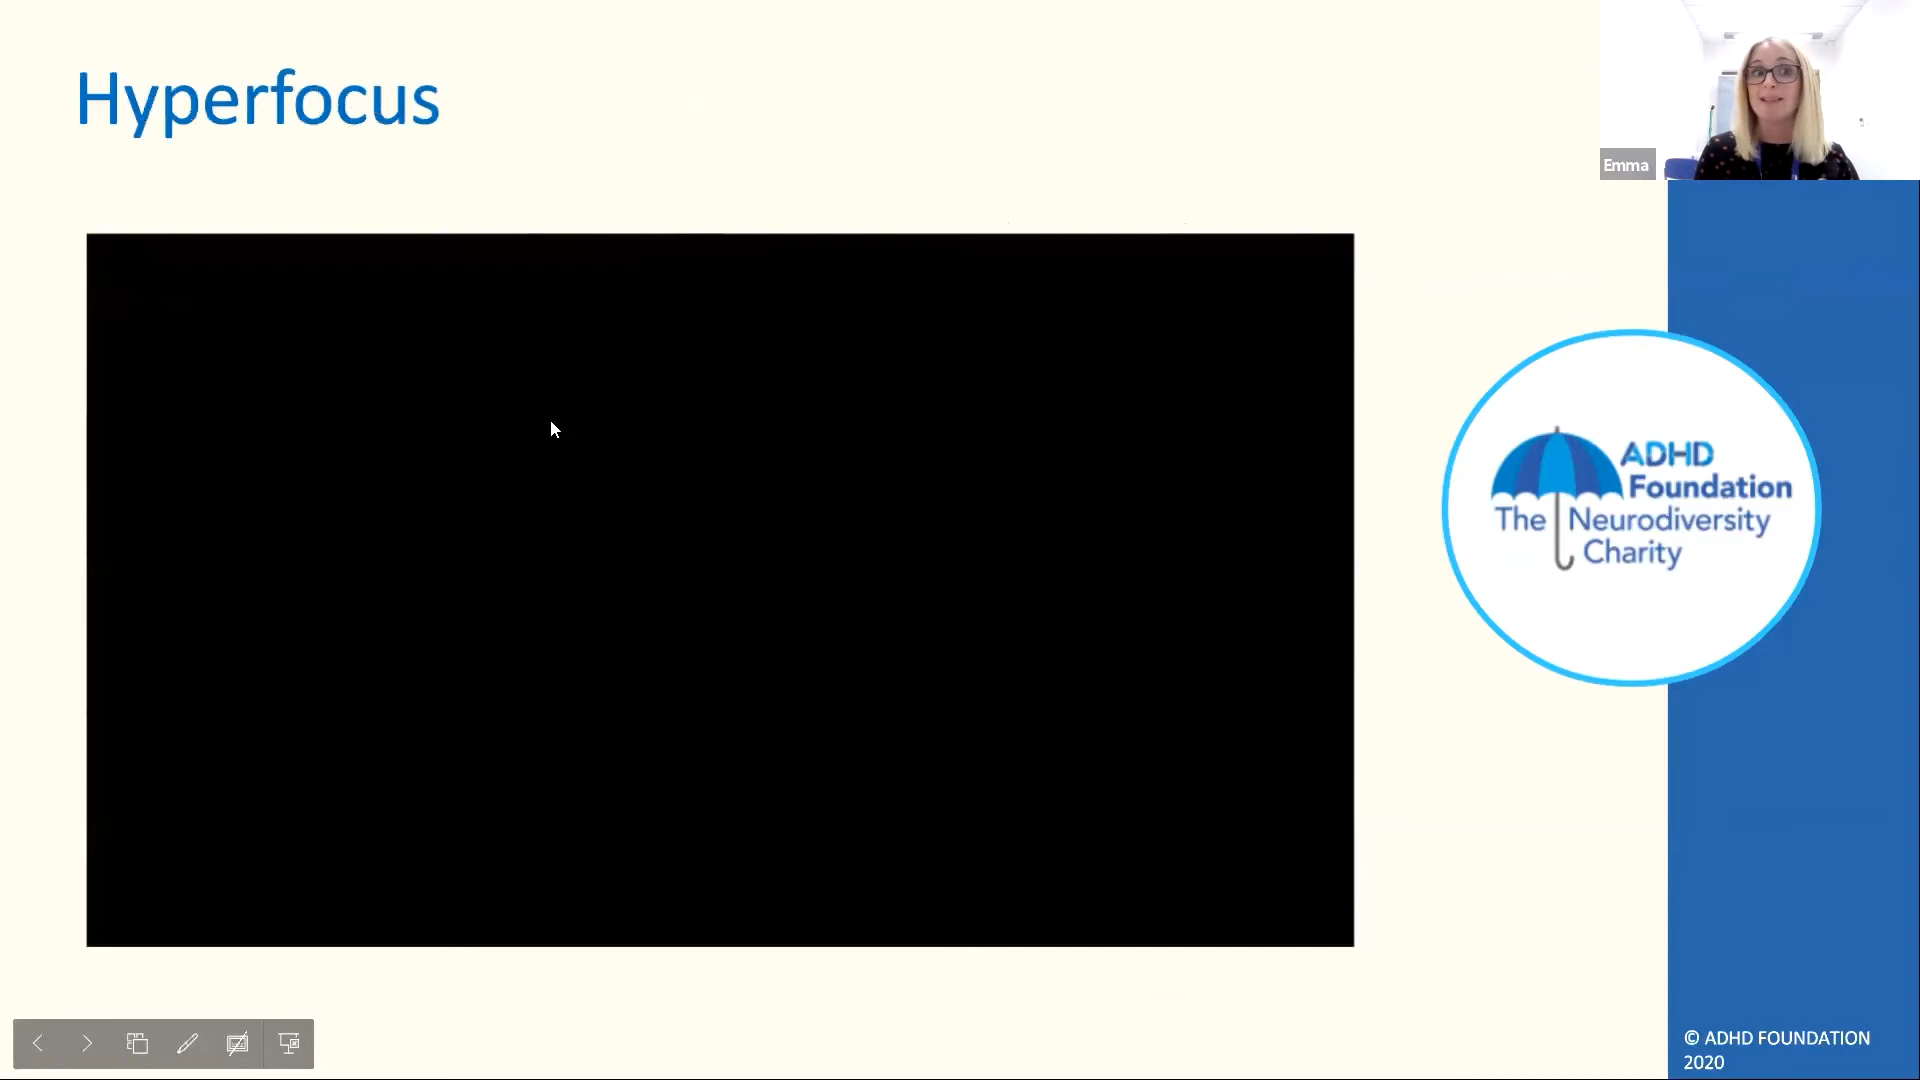 Hyperfocus
Emma
ADHD
Foundation
The Neurodiversity
Charity
© ADHD FOUNDATION
2020